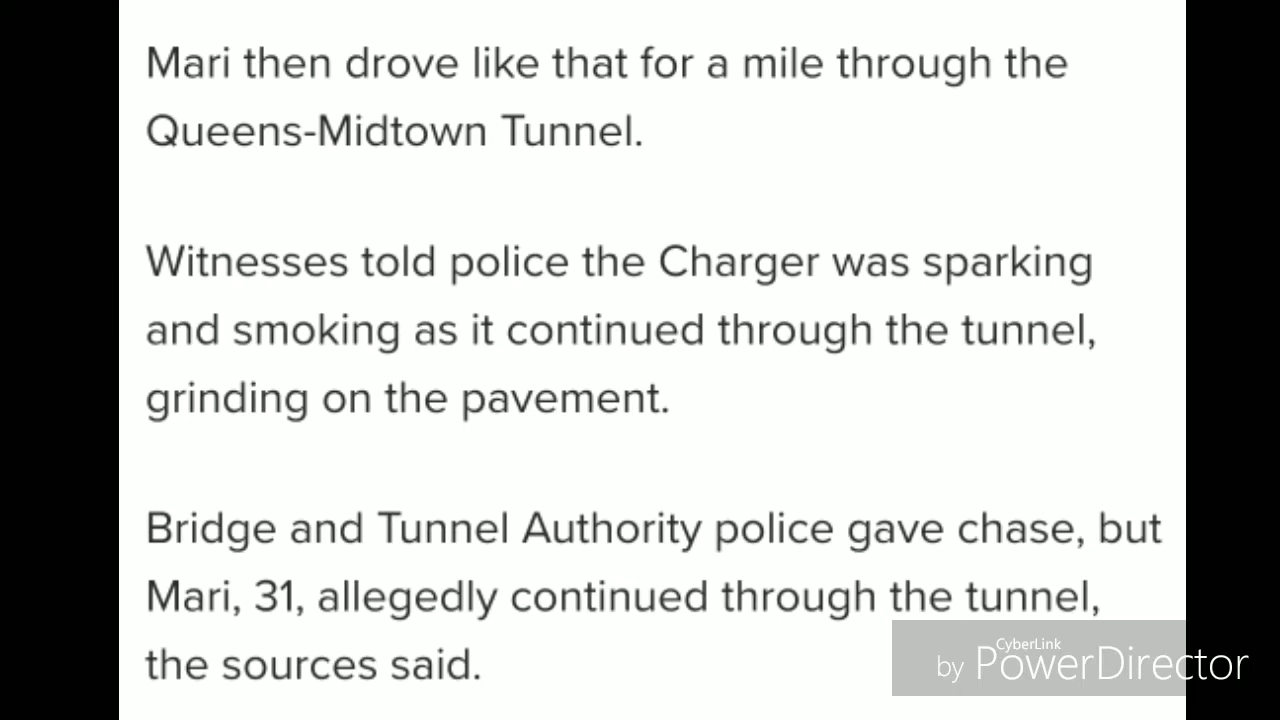 Mari then drove like that for a mile through the
Queens-Midtown Tunnel.
Witnesses told police the Charger was sparking
and smoking as it continued through the tunnel,
grinding on the pavement.
Bridge and Tunnel Authority police gave chase, but
Mari, 31, allegedly continued through the tunnel,
the sources said.
CyberLink
by PowerDirector